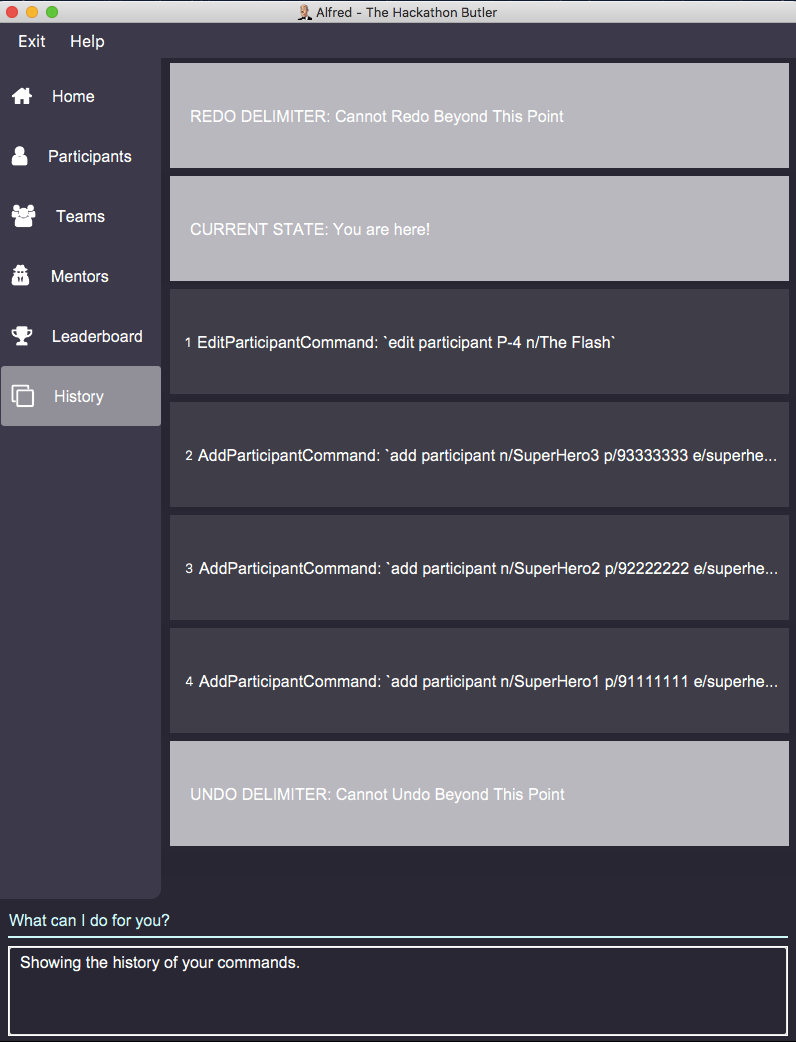 Alfred - The Hackathon Butler
Exit Help
Home
Participants
Teams
Mentors
Leaderboard
History
REDO DELIMITER: Cannot Redo Beyond This Point
CURRENT STATE: You are here!
1 EditParticipantCommand: `edit participant P-4 n/The Flash`
2 AddParticipantCommand: `add participant n/SuperHero3 p/93333333 e/superhe...
3 AddParticipantCommand: `add participant n/SuperHero2 p/92222222 e/superhe...
4 AddParticipantCommand: `add participant n/SuperHero1 p/91111111 e/superhe...
UNDO DELIMITER: Cannot Undo Beyond This Point
What can I do for you?
Showing the history of your commands.